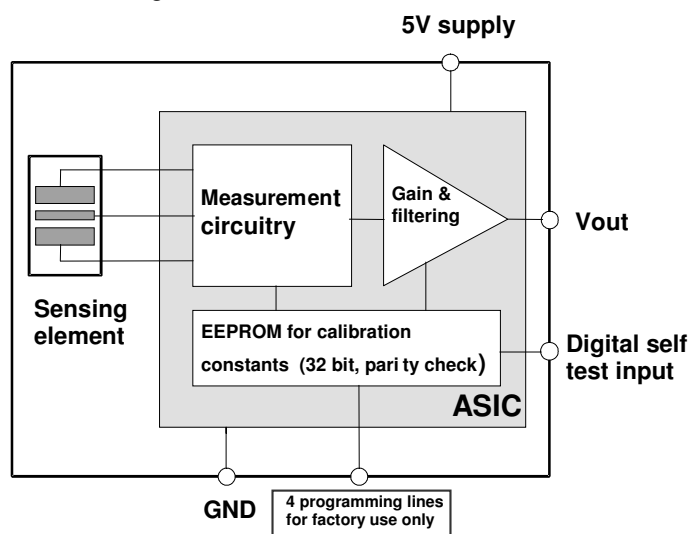 5V supply
Measurement
circuitry
Gain &
filtering
Vout
Sensing
element
EEPROM for calibration
constants (32 bit, pari ty check)
Digital self
test input
ASIC
GND
4 programming lines
for factory use only